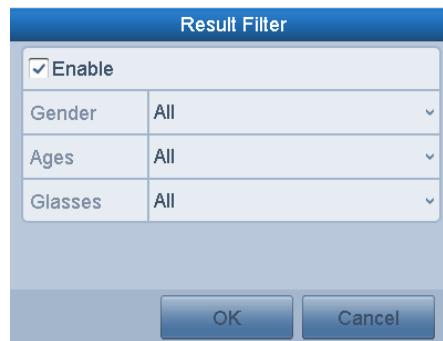 Result Filter
Enable
Gender All
Ages All
Glasses All
OK Cancel